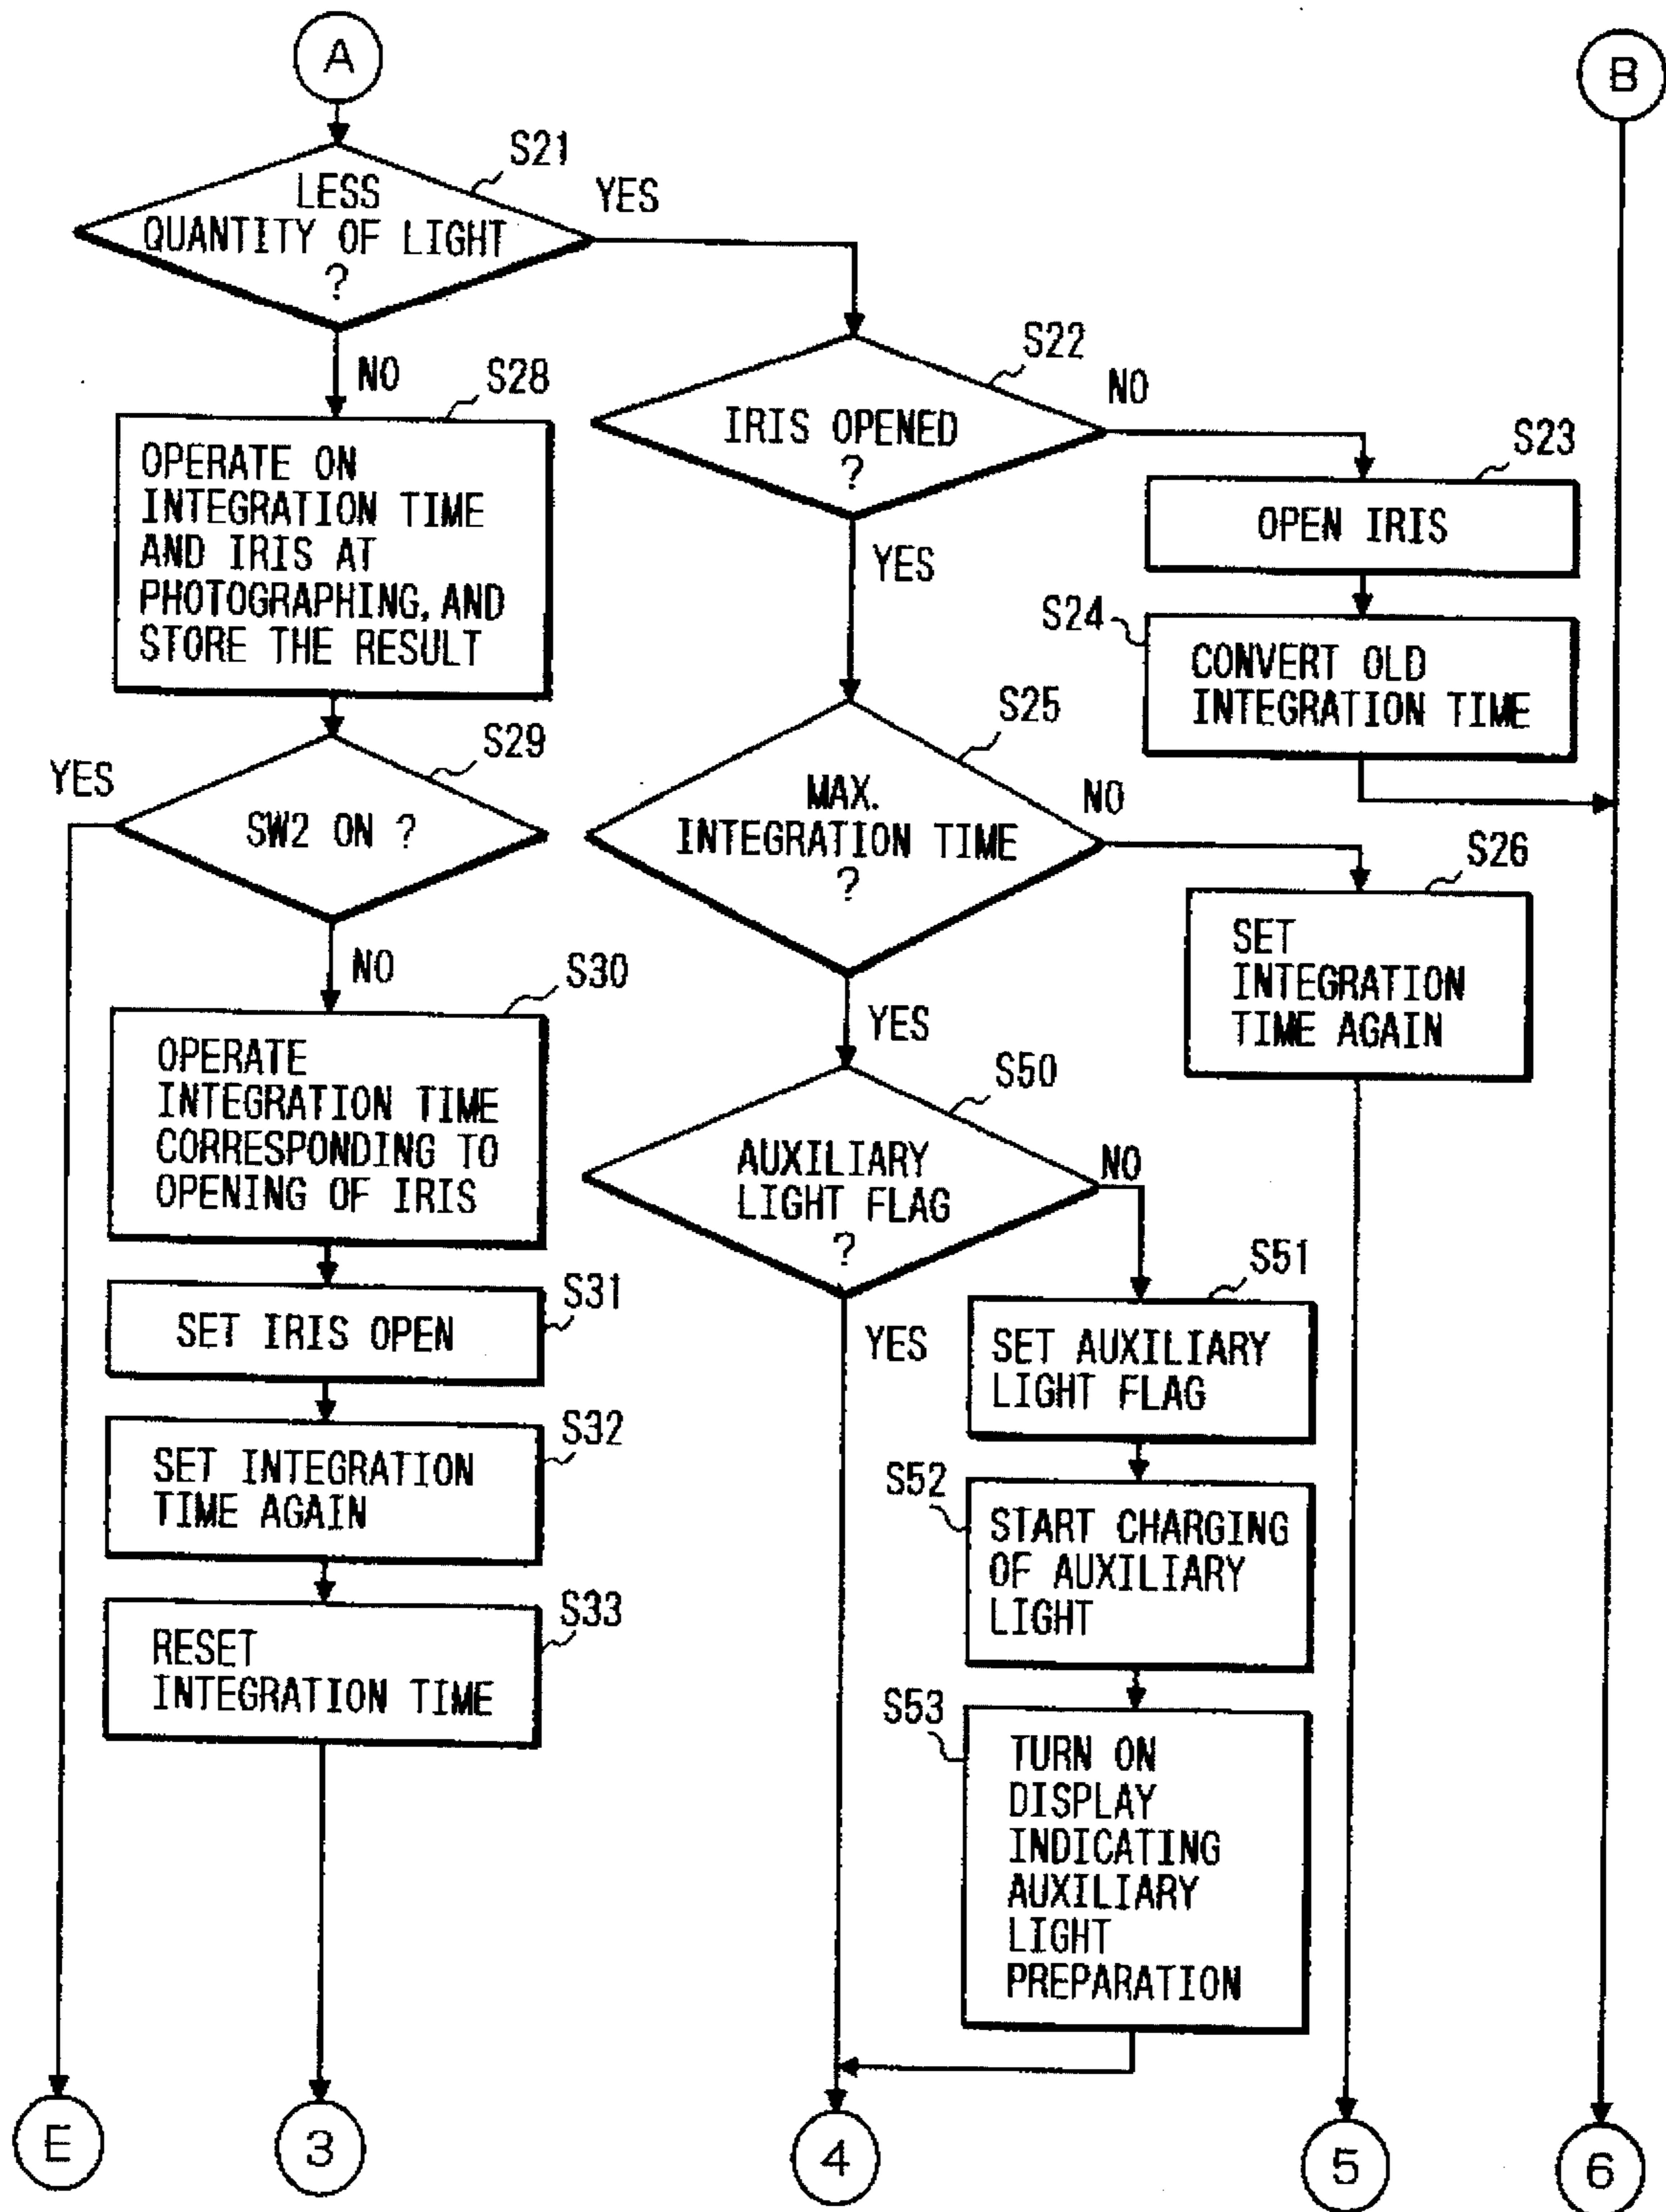 A
B
S21
LESS
QUANTITY OF LIGHT
?
YES
NO
S22
IRIS OPENED
?
NO
YES
S23
OPEN IRIS
S24
CONVERT OLD
INTEGRATION TIME
S28
OPERATE ON
INTEGRATION TIME
AND IRIS AT
PHOTOGRAPHING, AND
STORE THE RESULT
S29
YES
SW2 ON ?
NO
S25
MAX.
INTEGRATION TIME
?
NO
YES
S26
SET
INTEGRATION
TIME AGAIN
S30
OPERATE
INTEGRATION TIME
CORRESPONDING TO
OPENING OF IRIS
S31
SET IRIS OPEN
S32
SET INTEGRATION
TIME AGAIN
S33
RESET
INTEGRATION TIME
S50
AUXILIARY
LIGHT FLAG
?
NO
YES
S51
SET AUXILIARY
LIGHT FLAG
S52
START CHARGING
OF AUXILIARY
LIGHT
S53
TURN ON
DISPLAY
INDICATING
AUXILIARY
LIGHT
PREPARATION
E
3
4
5
6